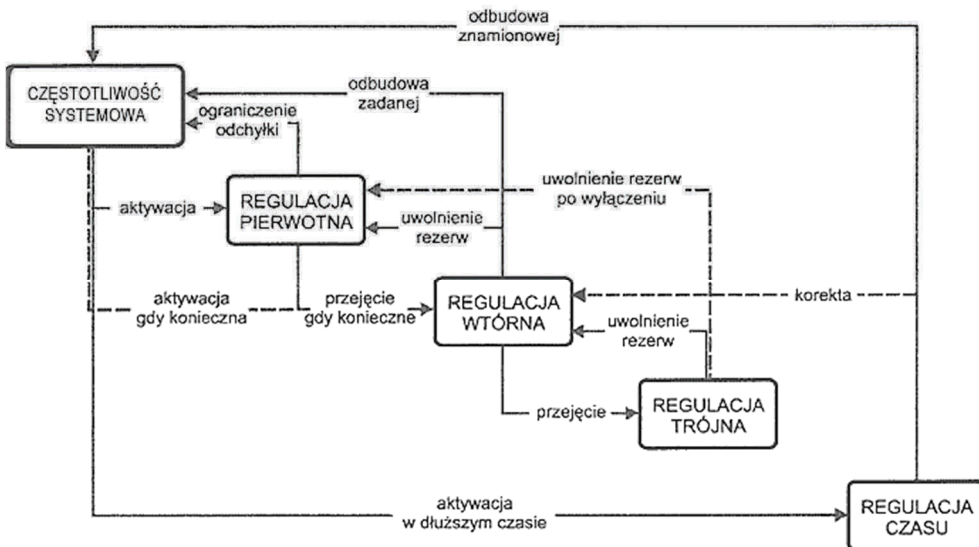 odbudowa
znamionowej
CZĘSTOTLIWOŚĆ
SYSTEMOWA
odbudowa
zadanej
ograniczenie
odchyłki
aktywacja
REGULACJA
PIERWOTNA
uwolnienie rezerw
po wyłączeniu
uwolnienie
rezerw
aktywacja
gdy konieczna
przejęcie
gdy konieczne
REGULACJA
WTÓRNA
korekta
uwolnienie
rezerw
przejęcie
REGULACJA
TRÓJNA
aktywacja
w dłuższym czasie
REGULACJA
CZASU